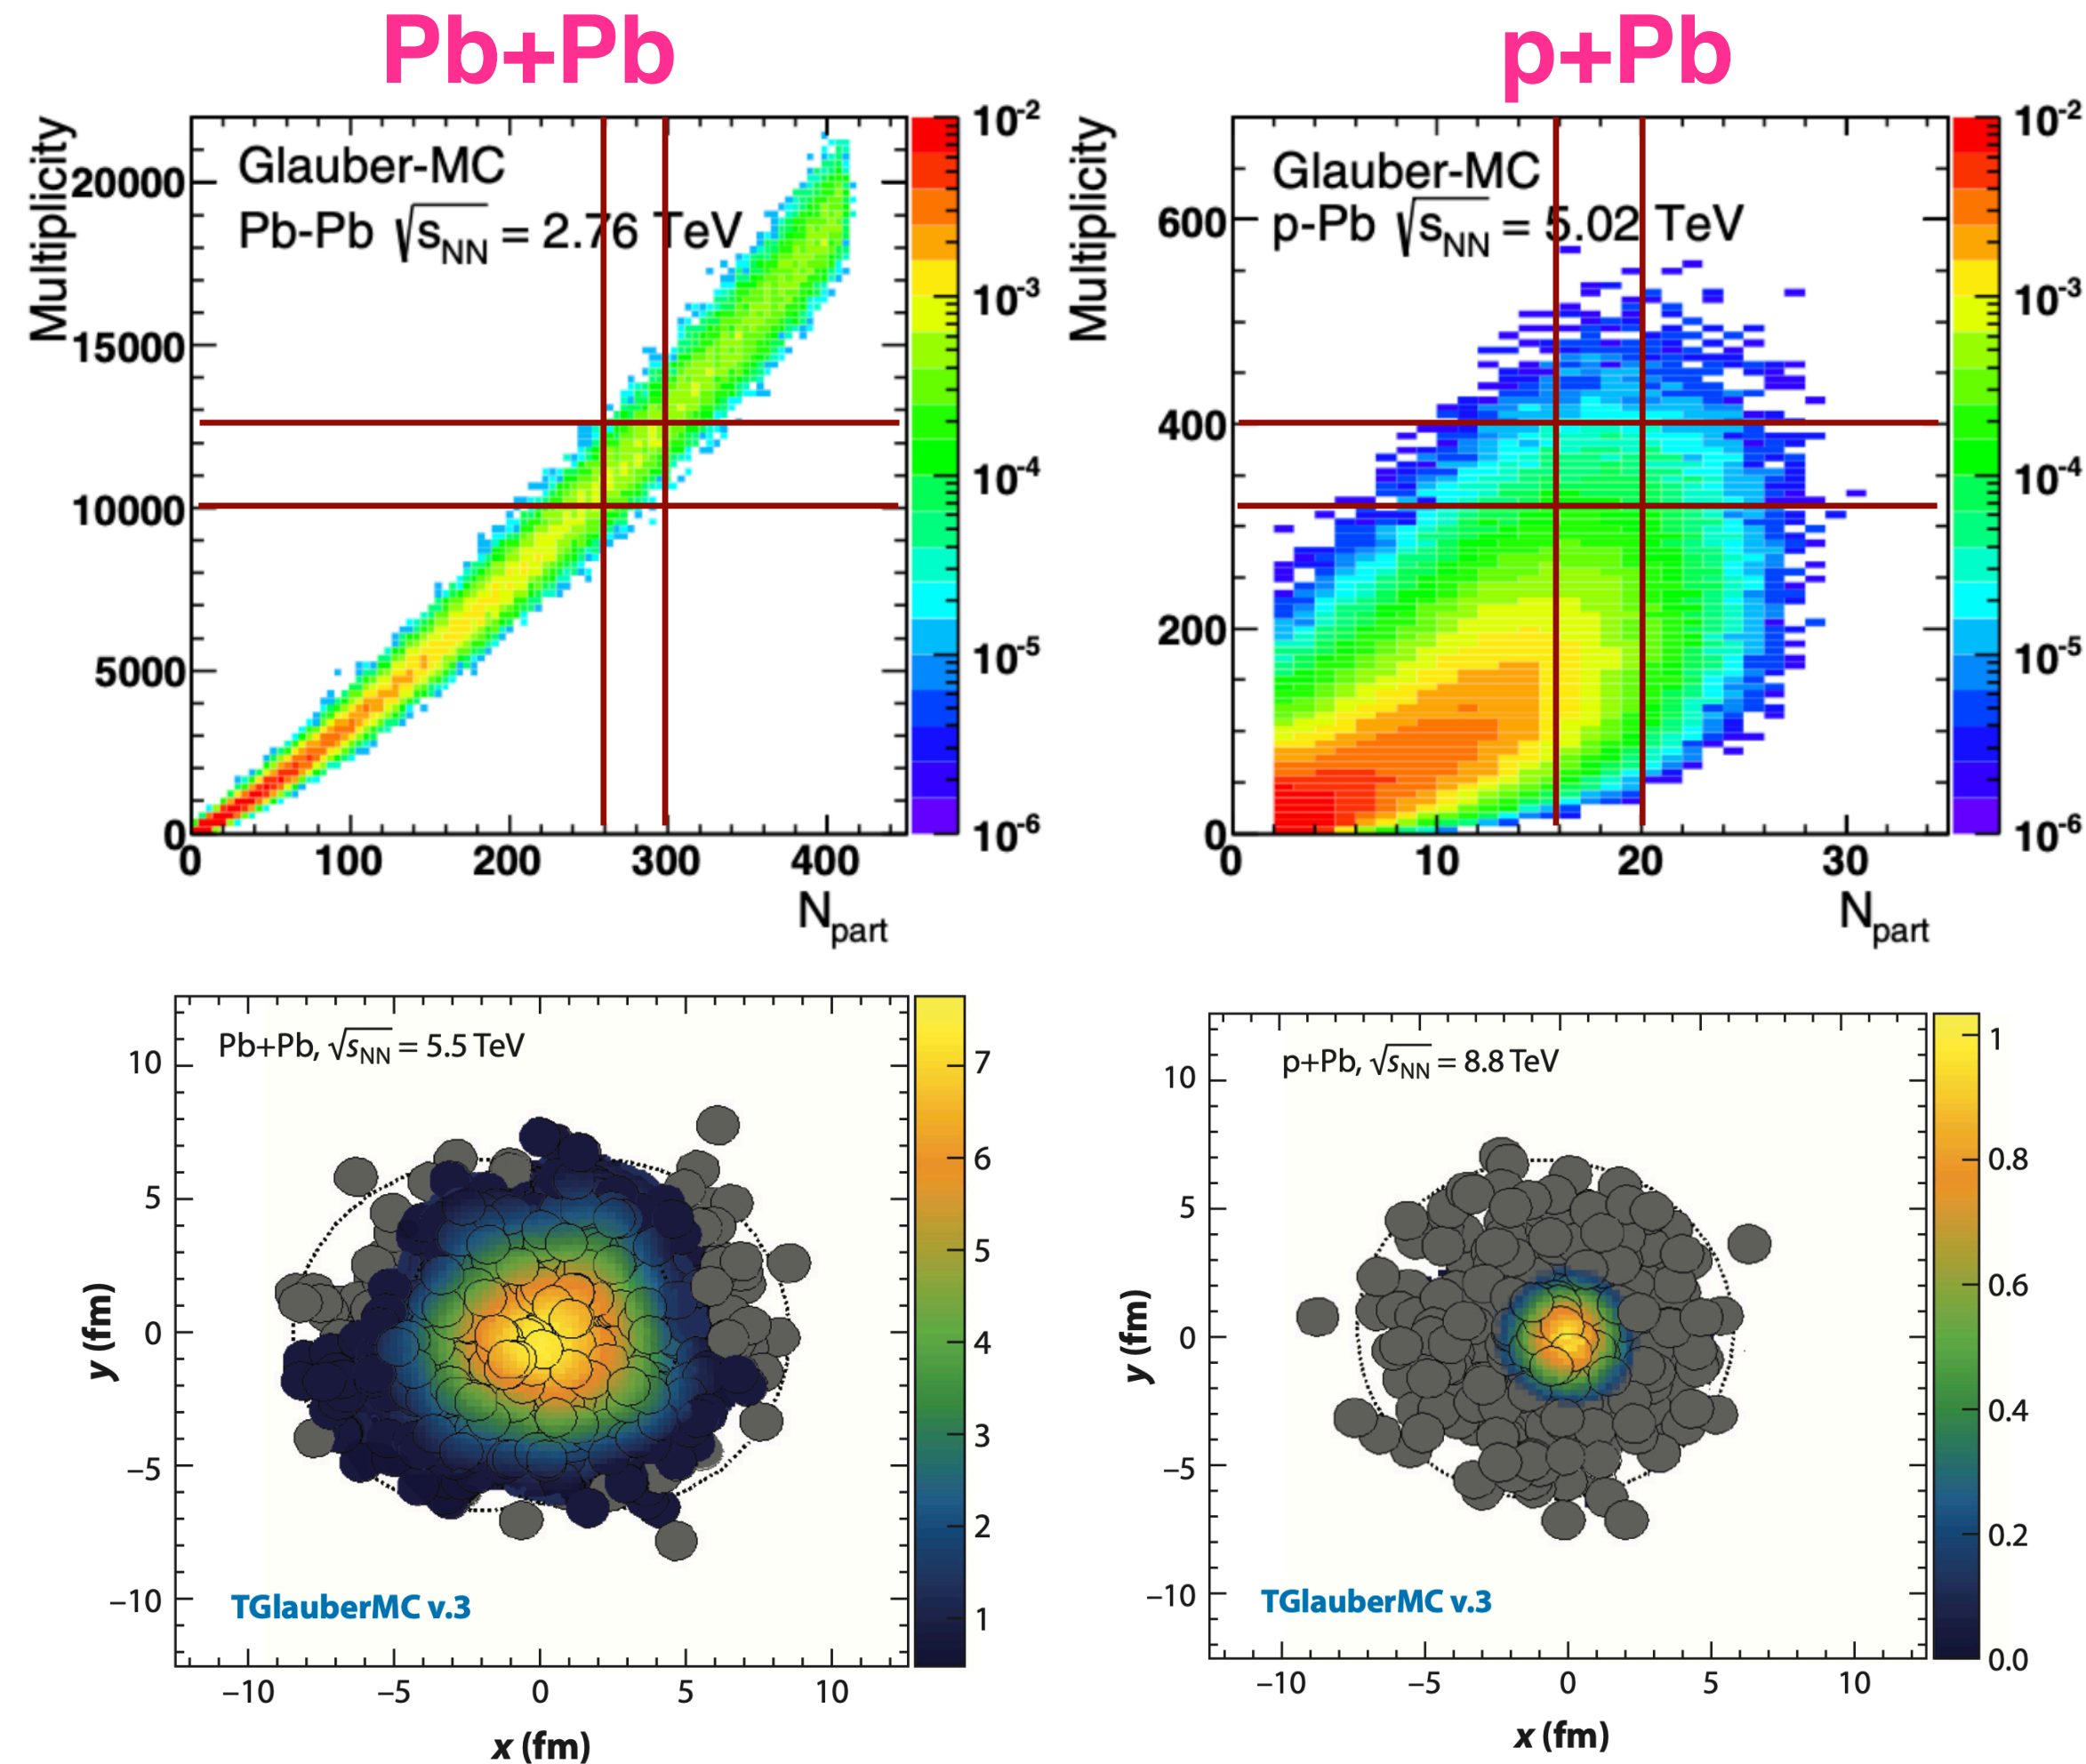 Pb+Pb
p+Pb
Multiplicity
Glauber-MC
Pb-Pb √sNN = 2.76 TeV
20000
15000
10000
5000
0
0 100 200 300 400
Npart
10-2
10-3
10-4
10-5
10-6
Multiplicity
Glauber-MC
p-Pb √sNN = 5.02 TeV
600
400
200
0
0 10 20 30
Npart
10-2
10-3
10-4
10-5
10-6
Pb+Pb, √sNN = 5.5 TeV
10
5
0
−5
−10
y (fm)
TGlauberMC v.3
−10 −5 0 5 10
x (fm)
7
6
5
4
3
2
1
p+Pb, √sNN = 8.8 TeV
10
5
0
−5
−10
y (fm)
TGlauberMC v.3
−10 −5 0 5 10
x (fm)
1
0.8
0.6
0.4
0.2
0.0